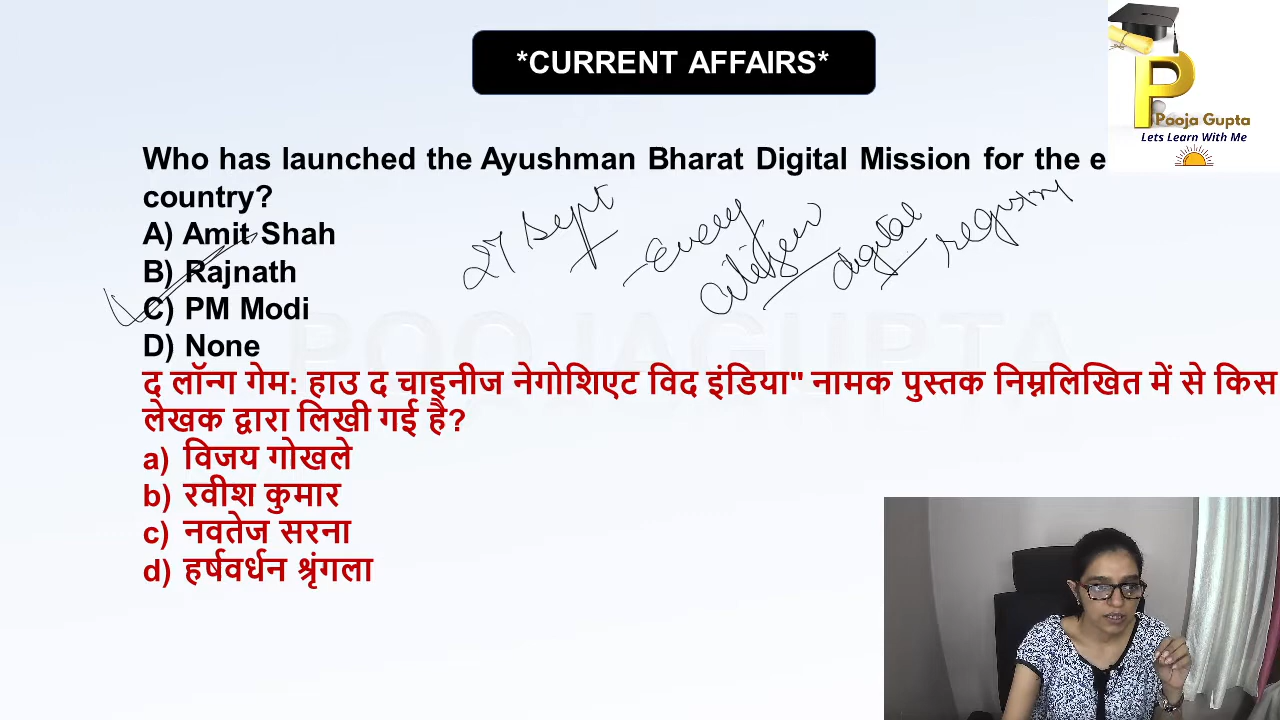 *CURRENT AFFAIRS*
P
Pooja Gupta
Lets Learn With Me
Who has launched the Ayushman Bharat Digital Mission for the e
country?
A) Amit Shah
B) Rajnath
C) PM Modi
D) None
27 Sept
Every
citizen
digital
registry
POOJAGUPTA
द लॉन्ग गेम: हाउ द चाइनीज नेगोशिएट विद इंडिया" नामक पुस्तक निम्नलिखित में से किस
लेखक द्वारा लिखी गई है?
a) विजय गोखले
b) रवीश कुमार
c) नवतेज सरना
d) हर्षवर्धन श्रृंगला